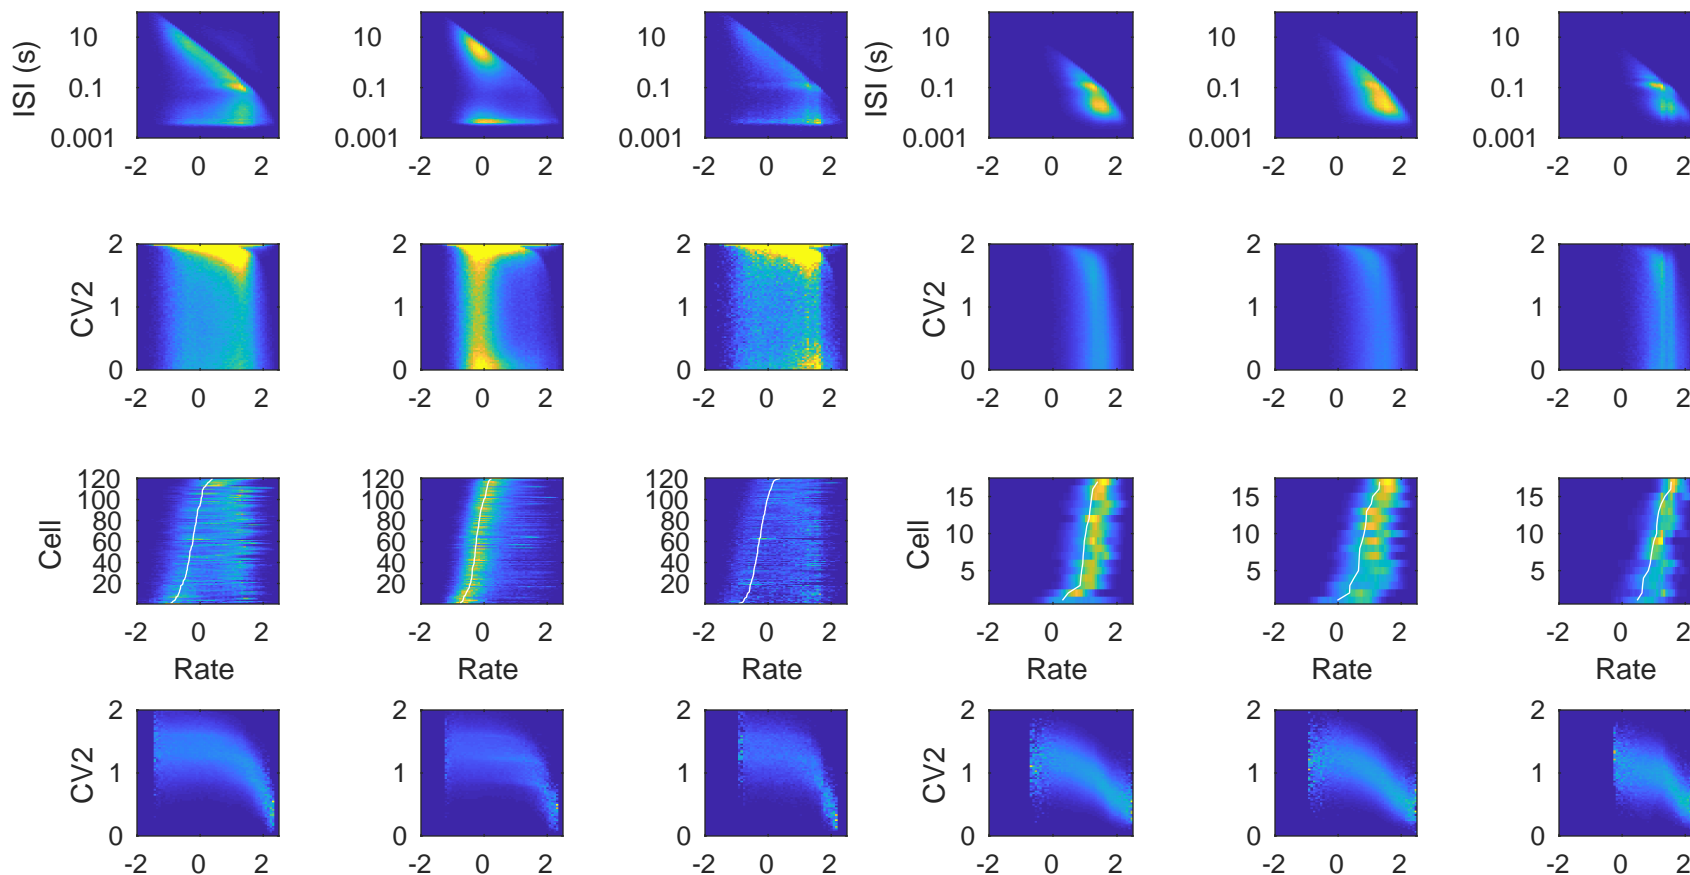 ISI (s) 10 0.1 0.001 10 0.1 0.001 10 0.1 0.001 ISI (s) 10 0.1 0.001 10 0.1 0.001 10 0.1 0.001
-2 0 2 -2 0 2 -2 0 2 -2 0 2 -2 0 2 -2 0 2
CV2 2 1 0 2 1 0 2 1 0 CV2 2 1 0 2 1 0 2 1 0
-2 0 2 -2 0 2 -2 0 2 -2 0 2 -2 0 2 -2 0 2
Cell 120 100 80 60 40 20 120 100 80 60 40 20 120 100 80 60 40 20 Cell 15 10 5 15 10 5 15 10 5
-2 0 2 -2 0 2 -2 0 2 -2 0 2 -2 0 2 -2 0 2
Rate Rate Rate Rate Rate Rate
CV2 2 1 0 2 1 0 2 1 0 CV2 2 1 0 2 1 0 2 1 0
-2 0 2 -2 0 2 -2 0 2 -2 0 2 -2 0 2 -2 0 2